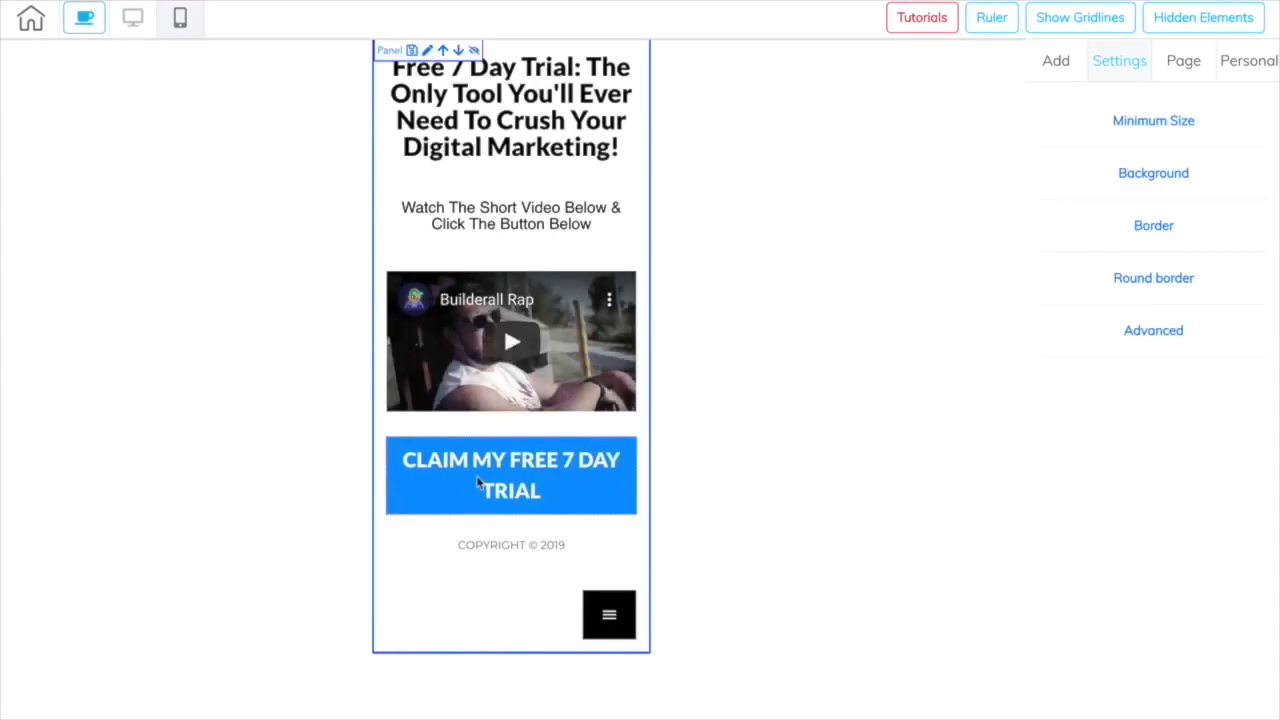 Tutorials
Ruler
Show Gridlines
Hidden Elements
Panel
Add
Settings
Page
Personal
Free 7 Day Trial: The
Only Tool You'll Ever
Need To Crush Your
Digital Marketing!
Watch The Short Video Below &
Click The Button Below
Builderall Rap
CLAIM MY FREE 7 DAY
TRIAL
COPYRIGHT © 2019
Minimum Size
Background
Border
Round border
Advanced